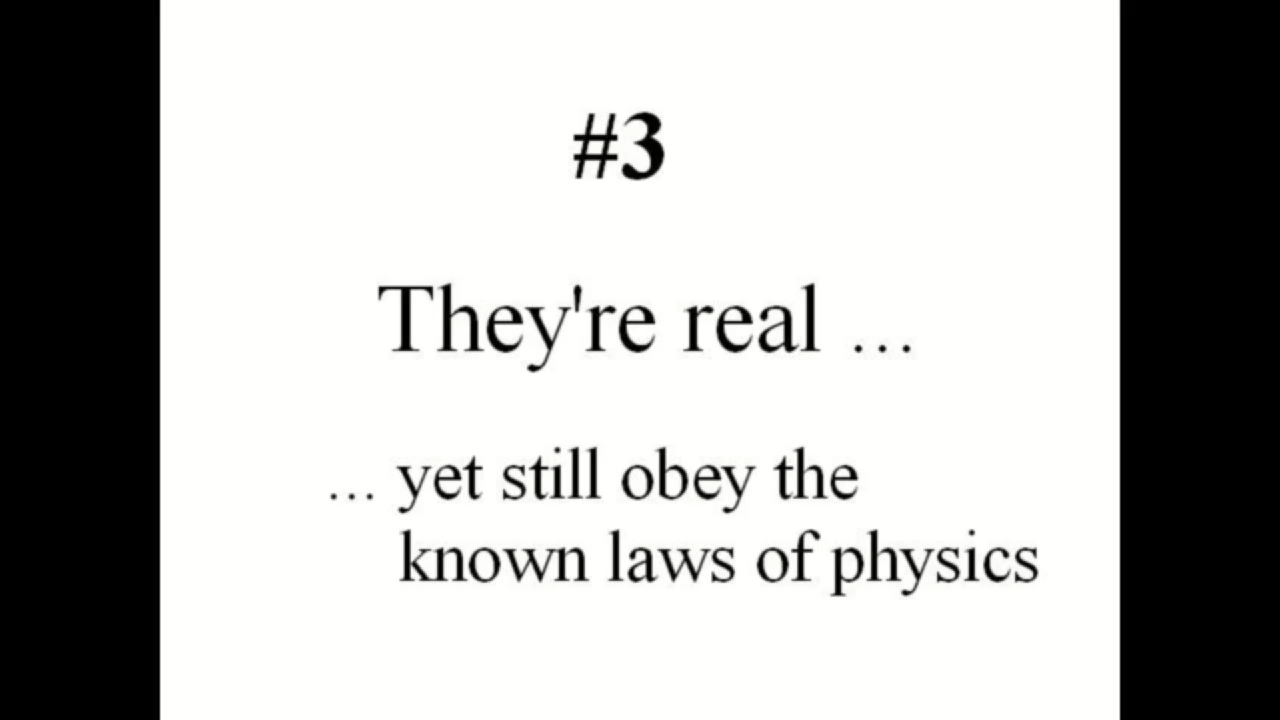 #3
They're real ...
... yet still obey the
known laws of physics